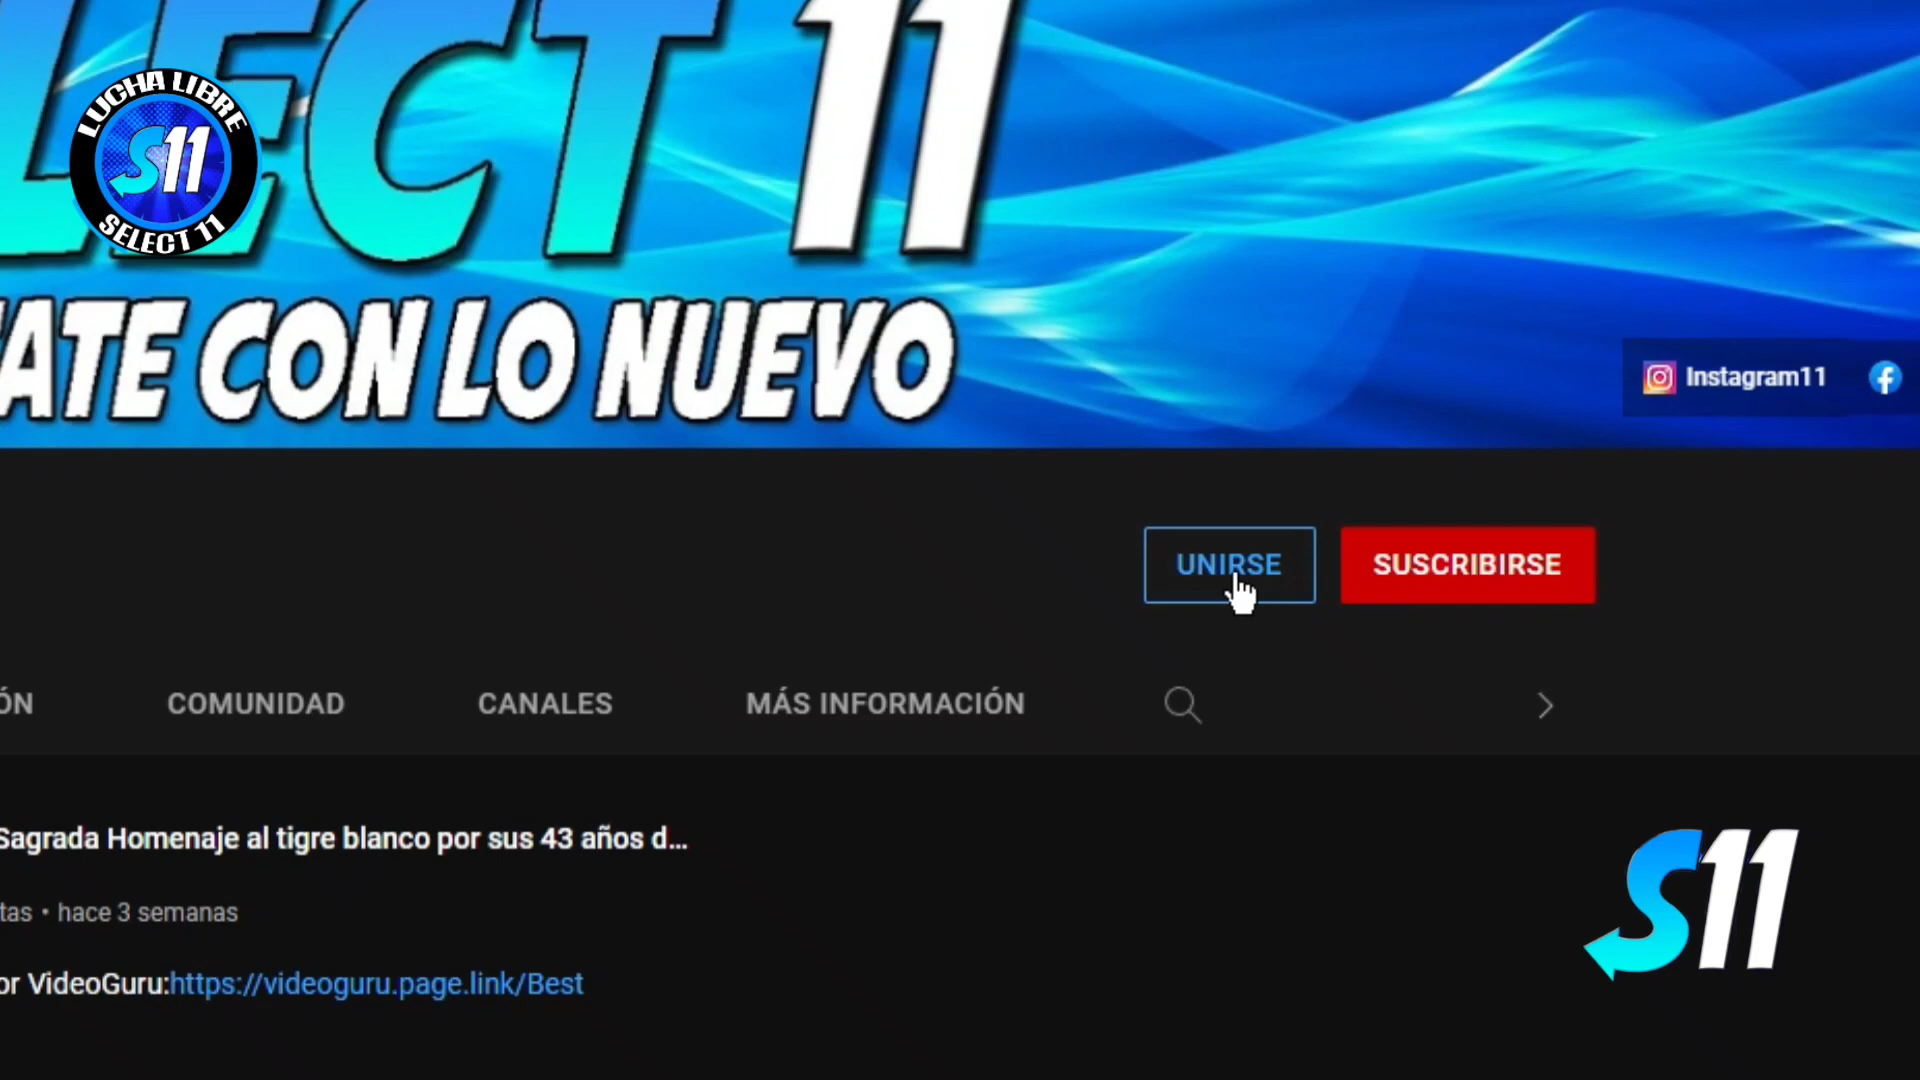 LECT 11
LUCHA LIBRE
S11
SELECT 11
ATE CON LO NUEVO
Instagram11
UNIRSE
SUSCRIBIRSE
ÓN
COMUNIDAD
CANALES
MÁS INFORMACIÓN
Sagrada Homenaje al tigre blanco por sus 43 años d...
tas • hace 3 semanas
or VideoGuru:https://videoguru.page.link/Best
S11